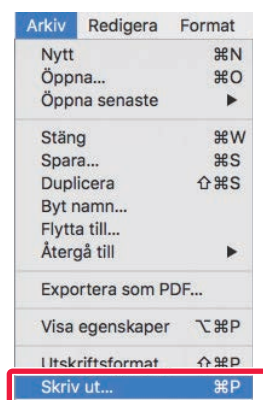 Arkiv Redigera Format
Nytt ⌘N
Öppna... ⌘O
Öppna senaste ▶
Stäng ⌘W
Spara... ⌘S
Duplicera ⇧⌘S
Byt namn...
Flytta till...
Återgå till ▶
Exportera som PDF...
Visa egenskaper ⌥⌘P
Utskriftsformat ⇧⌘P
Skriv ut... ⌘P